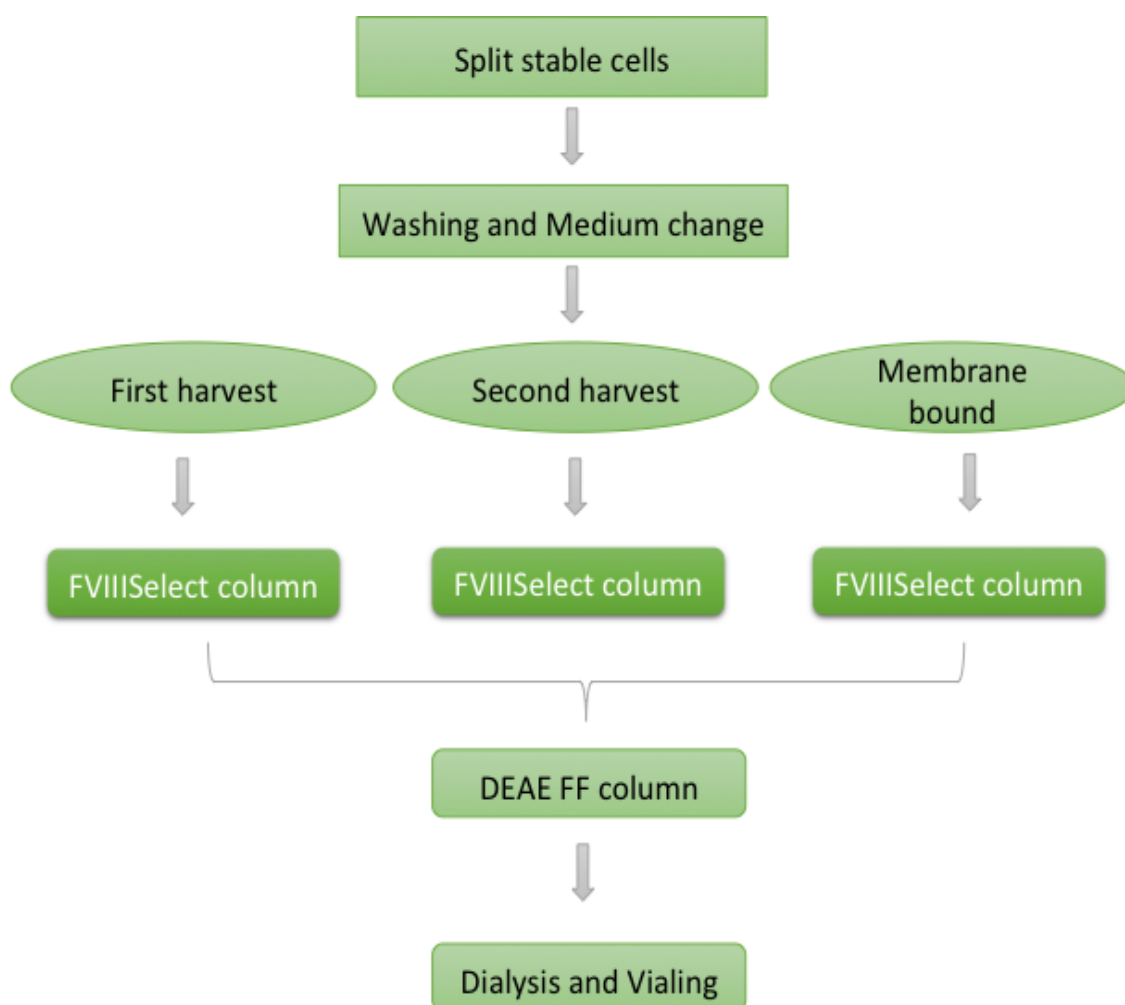 Split stable cells
Washing and Medium change
First harvest
Second harvest
Membrane
bound
FVIIISelect column
FVIIISelect column
FVIIISelect column
DEAE FF column
Dialysis and Vialing